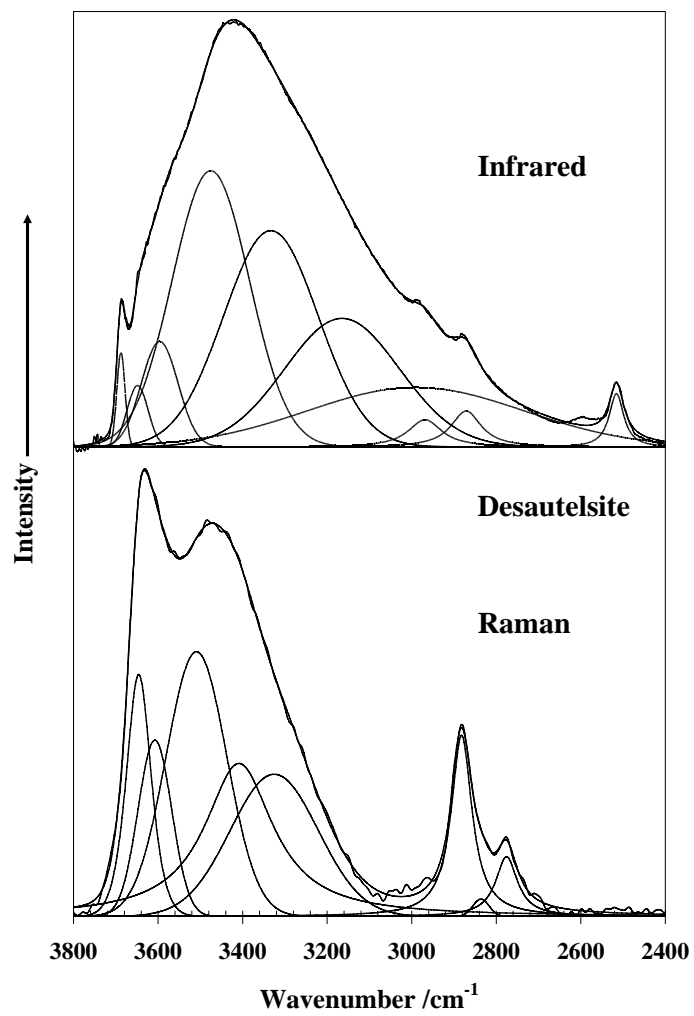 Infrared
Intensity
Desautelsite
Raman
3800 3600 3400 3200 3000 2800 2600 2400
Wavenumber /cm-1